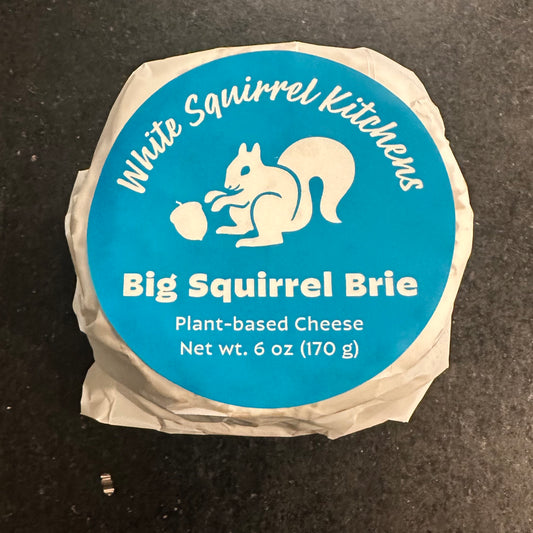 White Squirrel Kitchens
Big Squirrel Brie
Plant-based Cheese
Net wt. 6 oz (170 g)